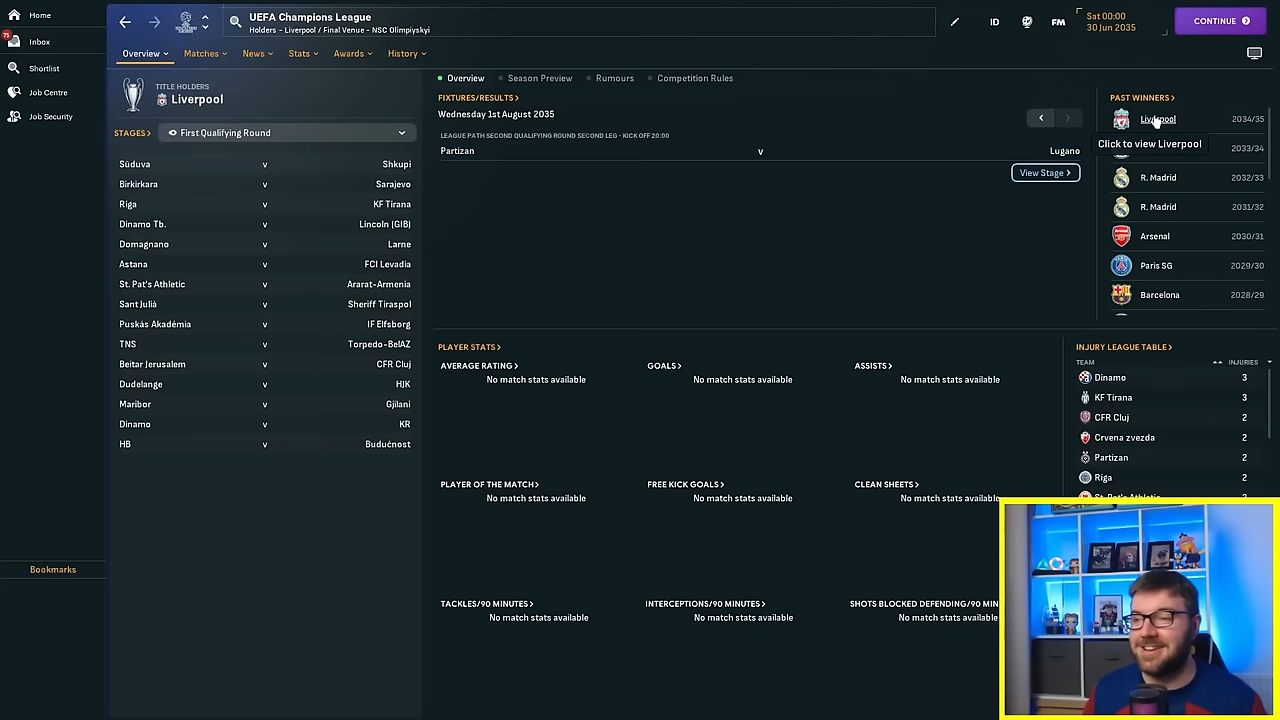 Home
75
Inbox
Shortlist
Job Centre
Job Security
Bookmarks
UEFA Champions League
Holders - Liverpool / Final Venue - NSC Olimpiyskyi
ID
FM
Sat 00:00
30 Jun 2035
CONTINUE
Overview
Matches
News
Stats
Awards
History
TITLE HOLDERS
Liverpool
STAGES
First Qualifying Round
Sūduva v Shkupi
Birkirkara v Sarajevo
Riga v KF Tirana
Dinamo Tb. v Lincoln (GIB)
Domagnano v Larne
Astana v FCI Levadia
St. Pat's Athletic v Ararat-Armenia
Sant Julià v Sheriff Tiraspol
Puskás Akadémia v IF Elfsborg
TNS v Torpedo-BelAZ
Beitar Jerusalem v CFR Cluj
Dudelange v HJK
Maribor v Gjilani
Dinamo v KR
HB v Budućnost
Overview
Season Preview
Rumours
Competition Rules
FIXTURES/RESULTS
Wednesday 1st August 2035
LEAGUE PATH SECOND QUALIFYING ROUND SECOND LEG - KICK OFF 20:00
Partizan v Lugano
View Stage
PAST WINNERS
Liverpool 2034/35
Click to view Liverpool
2033/34
R. Madrid 2032/33
R. Madrid 2031/32
Arsenal 2030/31
Paris SG 2029/30
Barcelona 2028/29
PLAYER STATS
AVERAGE RATING
No match stats available
GOALS
No match stats available
ASSISTS
No match stats available
PLAYER OF THE MATCH
No match stats available
FREE KICK GOALS
No match stats available
CLEAN SHEETS
No match stats available
TACKLES/90 MINUTES
No match stats available
INTERCEPTIONS/90 MINUTES
No match stats available
SHOTS BLOCKED DEFENDING/90 MIN
No match stats available
INJURY LEAGUE TABLE
TEAM INJURIES
Dinamo 3
KF Tirana 3
CFR Cluj 2
Crvena zvezda 2
Partizan 2
Riga 2
St. Pat's Athletic 2